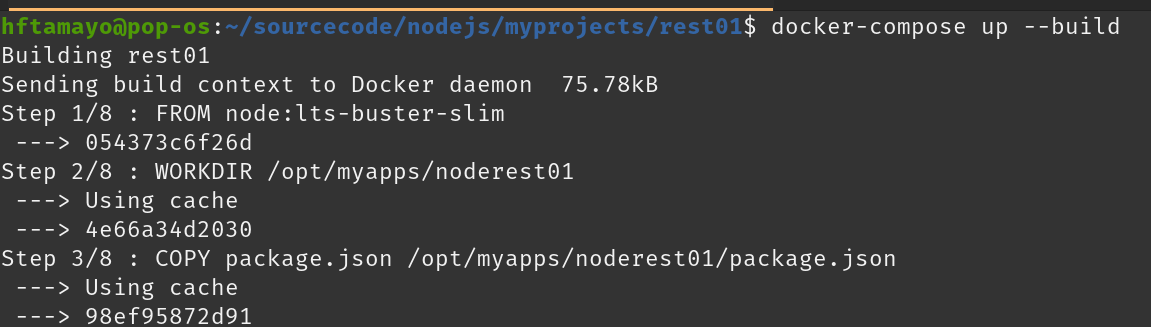 hftamayo@pop-os:~/sourcecode/nodejs/myprojects/rest01$ docker-compose up --build
Building rest01
Sending build context to Docker daemon  75.78kB
Step 1/8 : FROM node:lts-buster-slim
 ---> 054373c6f26d
Step 2/8 : WORKDIR /opt/myapps/noderest01
 ---> Using cache
 ---> 4e66a34d2030
Step 3/8 : COPY package.json /opt/myapps/noderest01/package.json
 ---> Using cache
 ---> 98ef95872d91